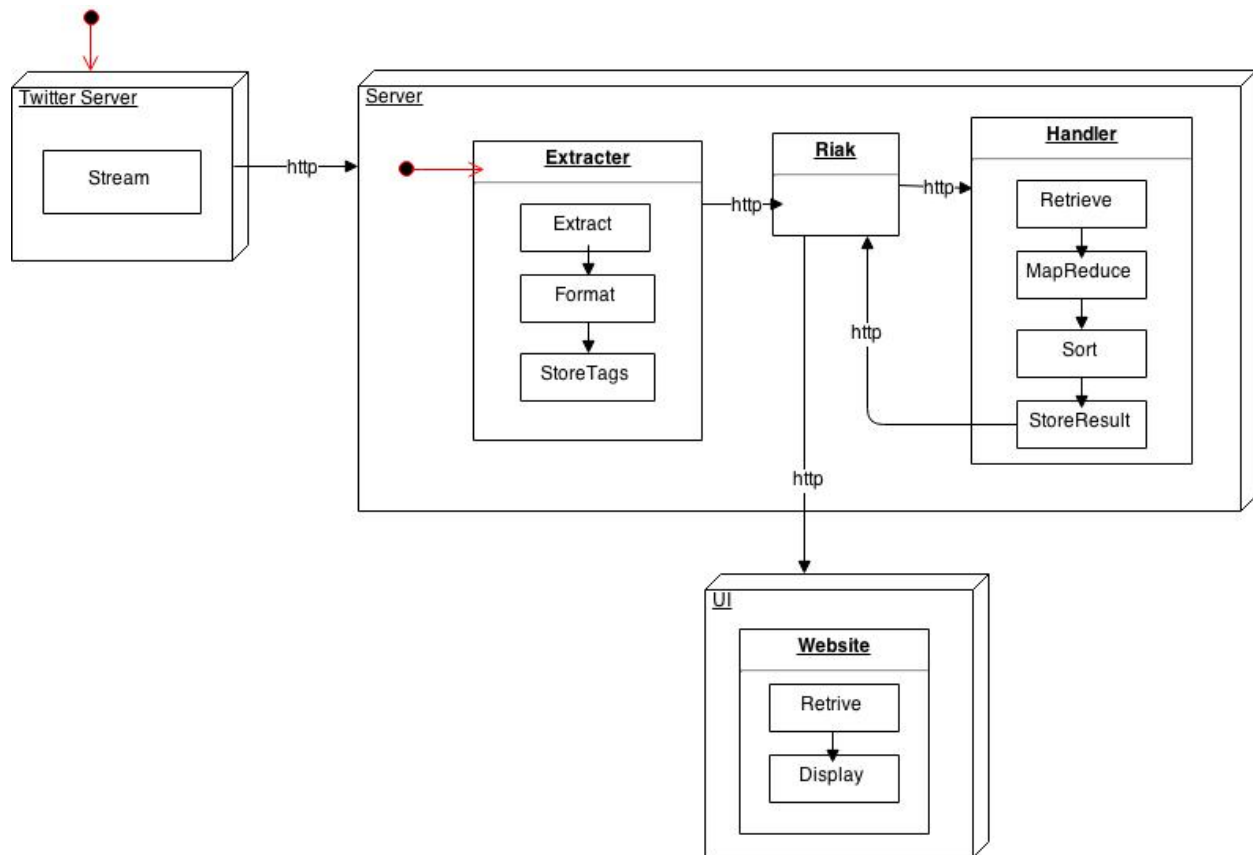 Twitter Server
Stream
http
Server
Extracter
Extract
Format
StoreTags
http
Riak
http
Handler
Retrieve
MapReduce
Sort
StoreResult
http
http
UI
Website
Retrive
Display